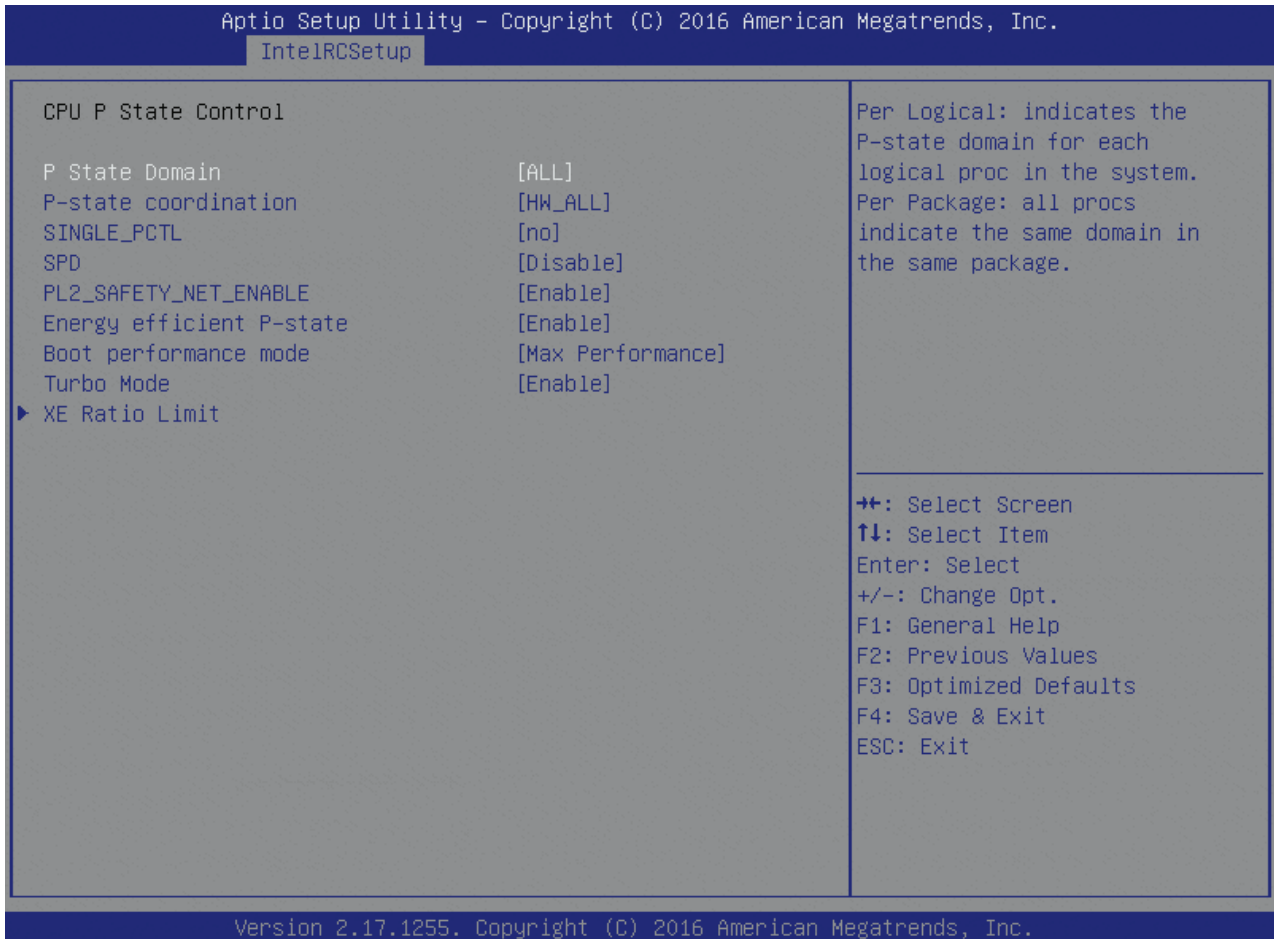 Aptio Setup Utility – Copyright (C) 2016 American Megatrends, Inc.
IntelRCSetup
CPU P State Control
P State Domain [ALL]
P-state coordination [HW_ALL]
SINGLE_PCTL [no]
SPD [Disable]
PL2_SAFETY_NET_ENABLE [Enable]
Energy efficient P-state [Enable]
Boot performance mode [Max Performance]
Turbo Mode [Enable]
▶ XE Ratio Limit
Per Logical: indicates the
P-state domain for each
logical proc in the system.
Per Package: all procs
indicate the same domain in
the same package.
→←: Select Screen
↑↓: Select Item
Enter: Select
+/-: Change Opt.
F1: General Help
F2: Previous Values
F3: Optimized Defaults
F4: Save & Exit
ESC: Exit
Version 2.17.1255. Copyright (C) 2016 American Megatrends, Inc.